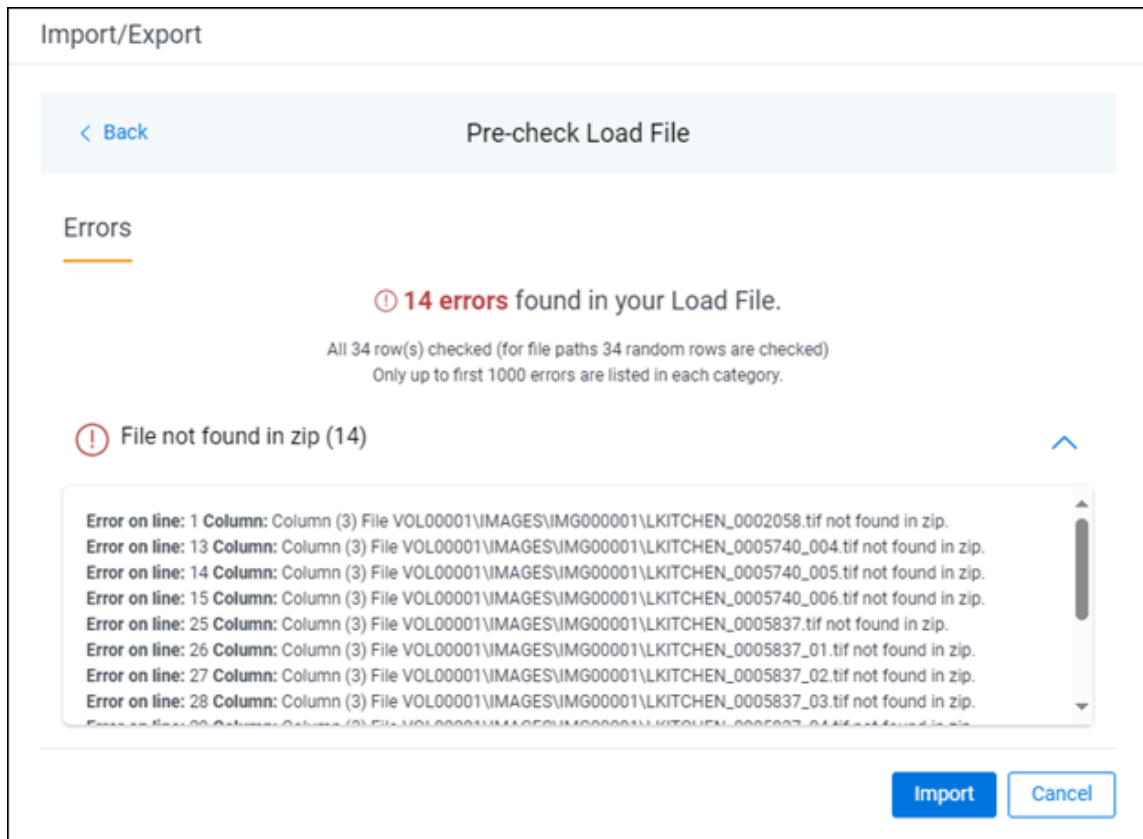 Import/Export
Back
Pre-check Load File
Errors
14 errors found in your Load File.
All 34 row(s) checked (for file paths 34 random rows are checked)
Only up to first 1000 errors are listed in each category.
File not found in zip (14)
Error on line: 1 Column: Column (3) File VOL00001\IMAGES\IMG000001\LKITCHEN_0002058.tif not found in zip.
Error on line: 13 Column: Column (3) File VOL00001\IMAGES\IMG00001\LKITCHEN_0005740_004.tif not found in zip.
Error on line: 14 Column: Column (3) File VOL00001\IMAGES\IMG00001\LKITCHEN_0005740_005.tif not found in zip.
Error on line: 15 Column: Column (3) File VOL00001\IMAGES\IMG00001\LKITCHEN_0005740_006.tif not found in zip.
Error on line: 25 Column: Column (3) File VOL00001\IMAGES\IMG00001\LKITCHEN_0005837.tif not found in zip.
Error on line: 26 Column: Column (3) File VOL00001\IMAGES\IMG00001\LKITCHEN_0005837_01.tif not found in zip.
Error on line: 27 Column: Column (3) File VOL00001\IMAGES\IMG00001\LKITCHEN_0005837_02.tif not found in zip.
Error on line: 28 Column: Column (3) File VOL00001\IMAGES\IMG00001\LKITCHEN_0005837_03.tif not found in zip.
Import
Cancel